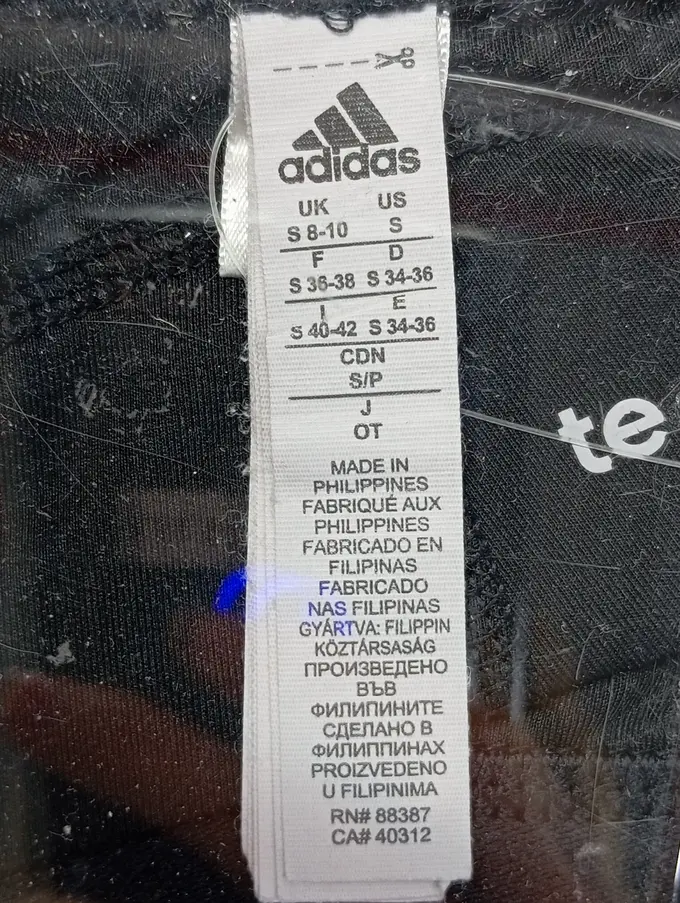 adidas
UK US
S 8-10 S
F D
S 36-38 S 34-36
I E
S 40-42 S 34-36
CDN
S/P
J
OT
MADE IN
PHILIPPINES
FABRIQUÉ AUX
PHILIPPINES
FABRICADO EN
FILIPINAS
FABRICADO
NAS FILIPINAS
GYÁRTVA: FILIPPIN
KÖZTÁRSASÁG
ПРОИЗВЕДЕНО
ВЪВ
ФИЛИПИНИТЕ
СДЕЛАНО В
ФИЛИППИНАХ
PROIZVEDENO
U FILIPINIMA
RN# 88387
CA# 40312
te